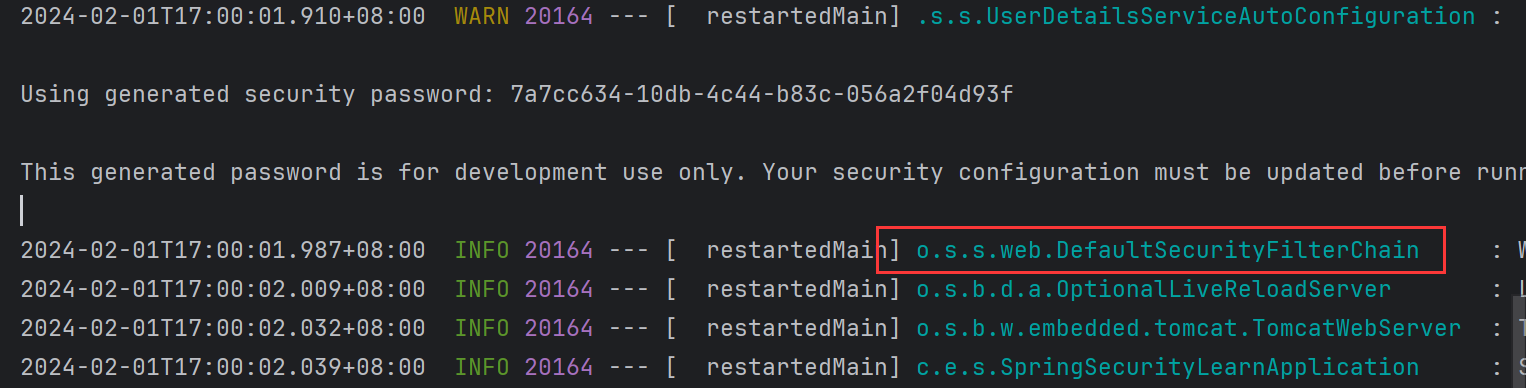 2024-02-01T17:00:01.910+08:00  WARN 20164 --- [  restartedMain] .s.s.UserDetailsServiceAutoConfiguration :
Using generated security password: 7a7cc634-10db-4c44-b83c-056a2f04d93f
This generated password is for development use only. Your security configuration must be updated before runn
2024-02-01T17:00:01.987+08:00  INFO 20164 --- [  restartedMain] o.s.s.web.DefaultSecurityFilterChain     : W
2024-02-01T17:00:02.009+08:00  INFO 20164 --- [  restartedMain] o.s.b.d.a.OptionalLiveReloadServer       : L
2024-02-01T17:00:02.032+08:00  INFO 20164 --- [  restartedMain] o.s.b.w.embedded.tomcat.TomcatWebServer  : T
2024-02-01T17:00:02.039+08:00  INFO 20164 --- [  restartedMain] c.e.s.SpringSecurityLearnApplication     : S